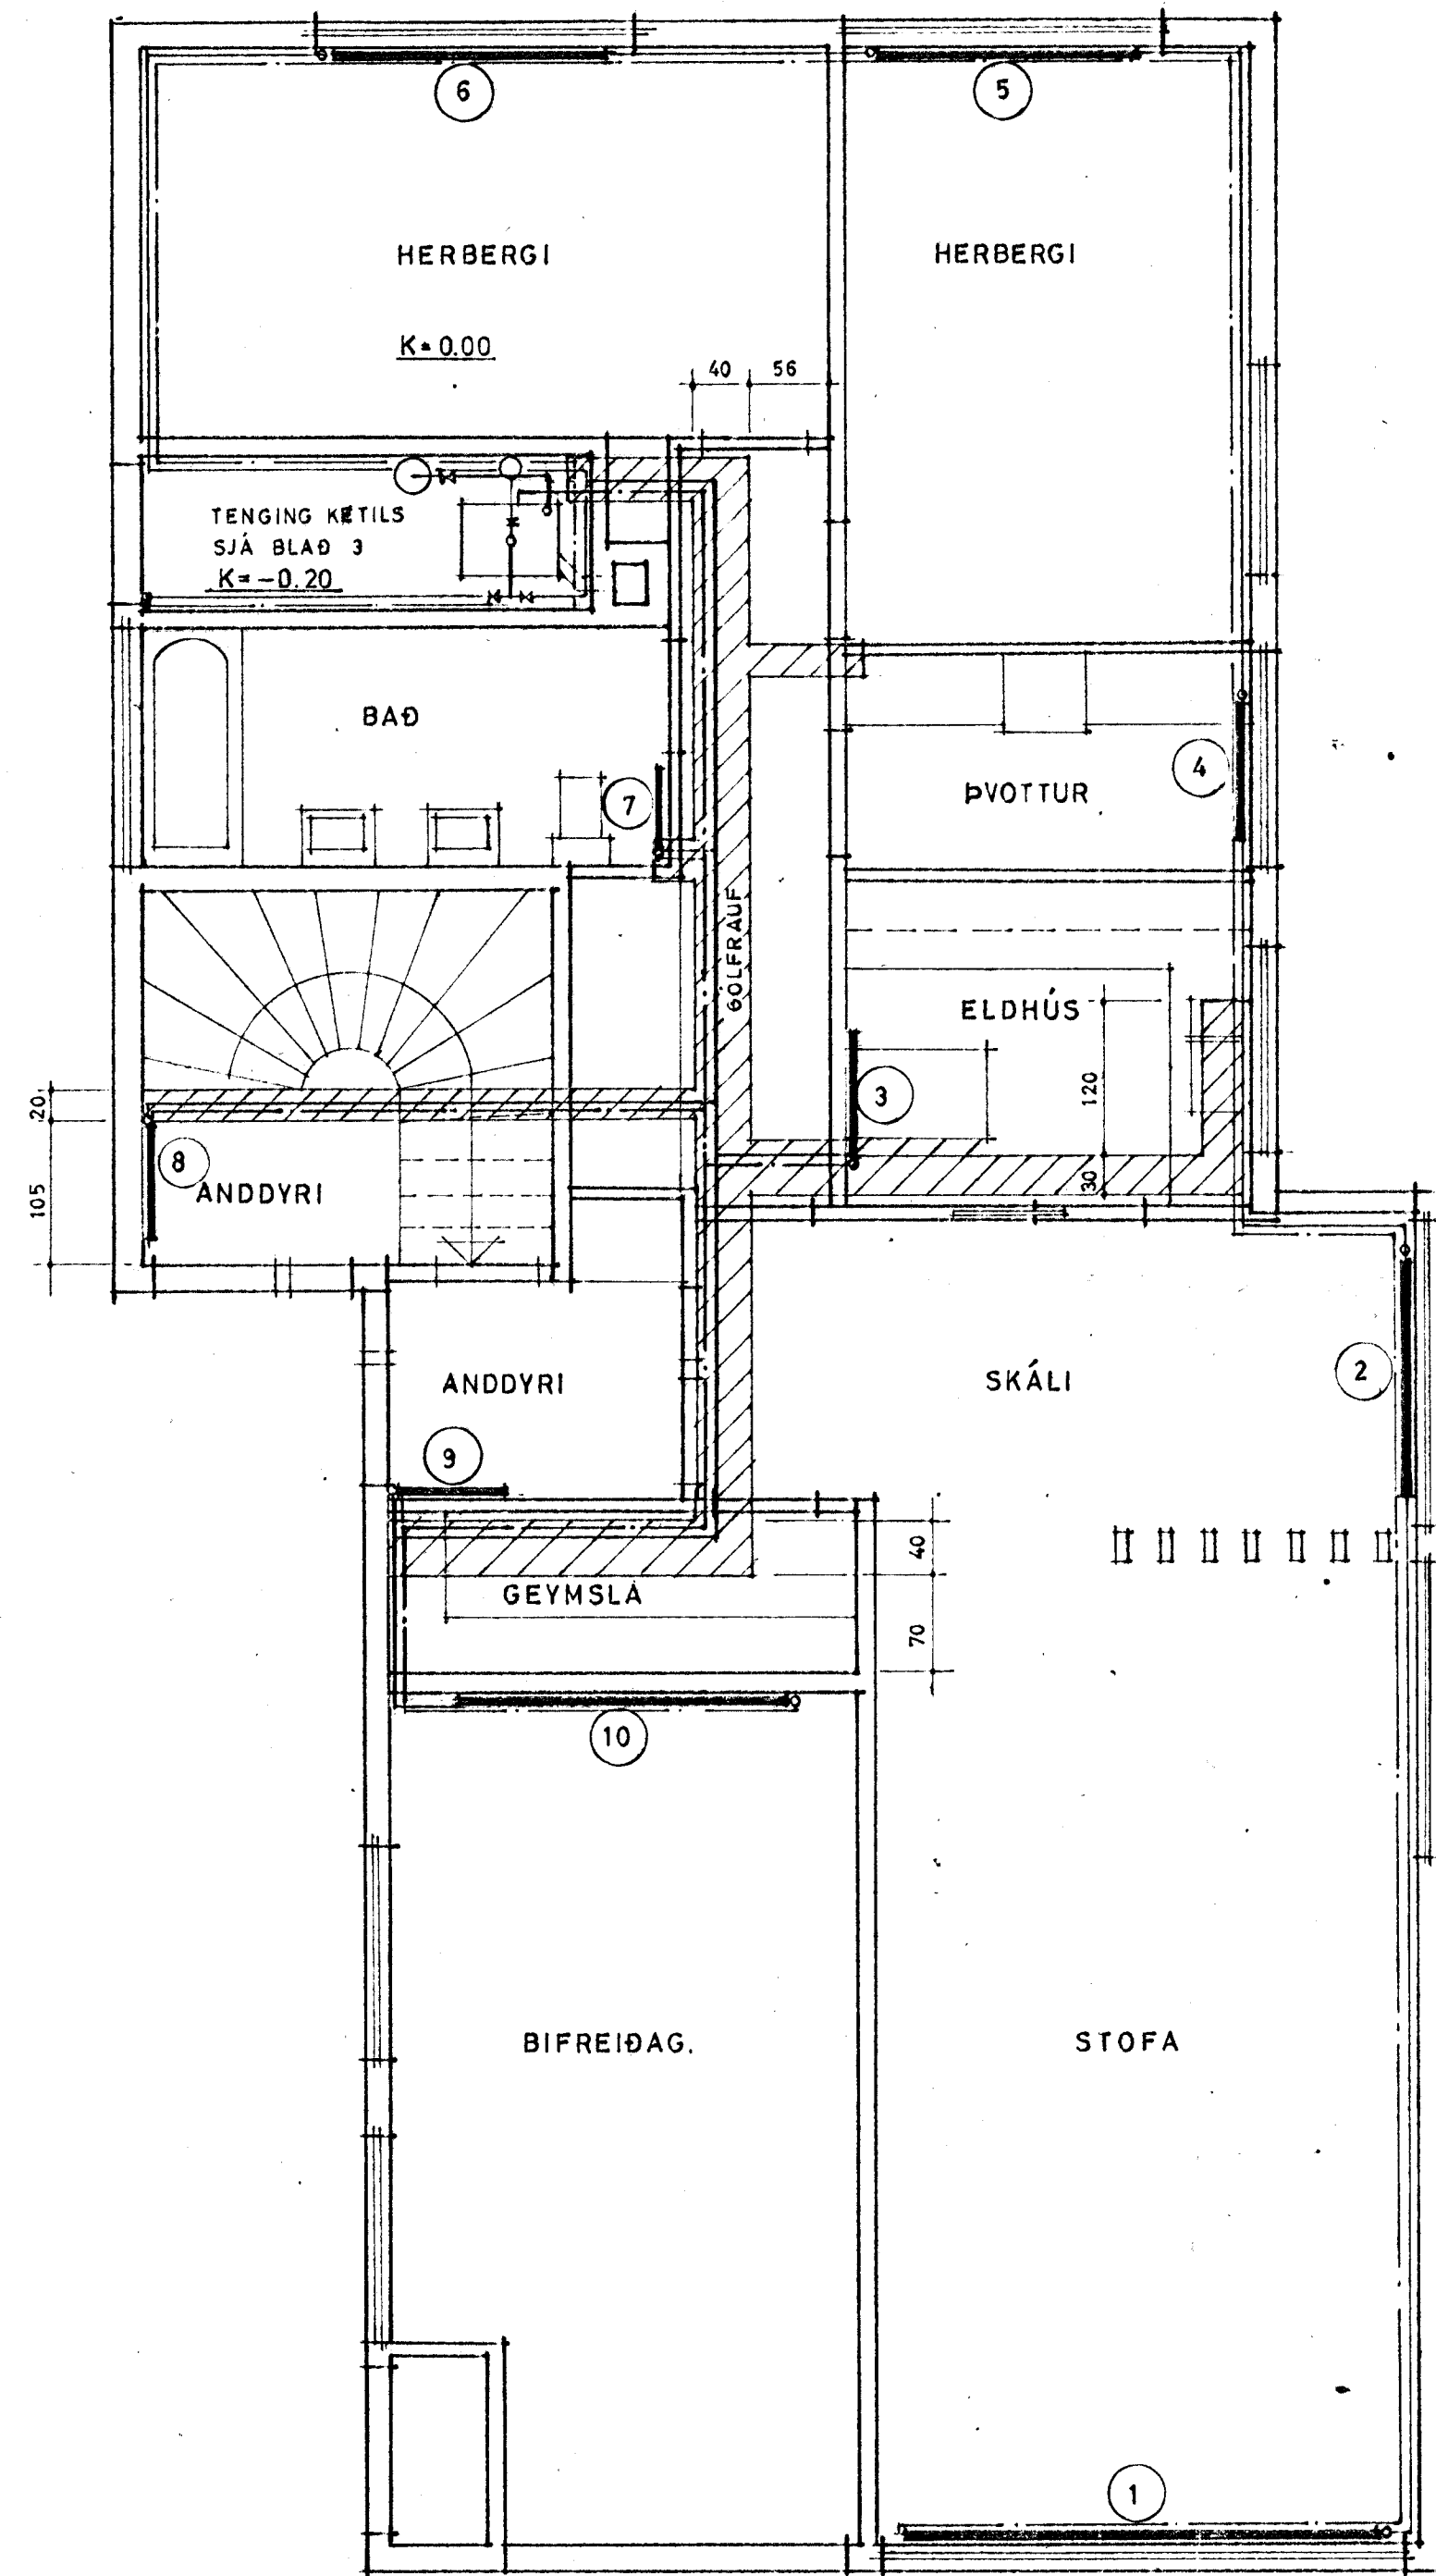 6
5
HERBERGI
HERBERGI
K=0.00
40
56
TENGING KETILS
SJÁ BLAÐ 3
K=-0.20
BAÐ
4
ÞVOTTUR
7
GÓLFRAUF
ELDHÚS
3
120
30
20
105
8
ANDDYRI
ANDDYRI
SKÁLI
2
9
40
GEYMSLA
70
10
BIFREIÐAG.
STOFA
1